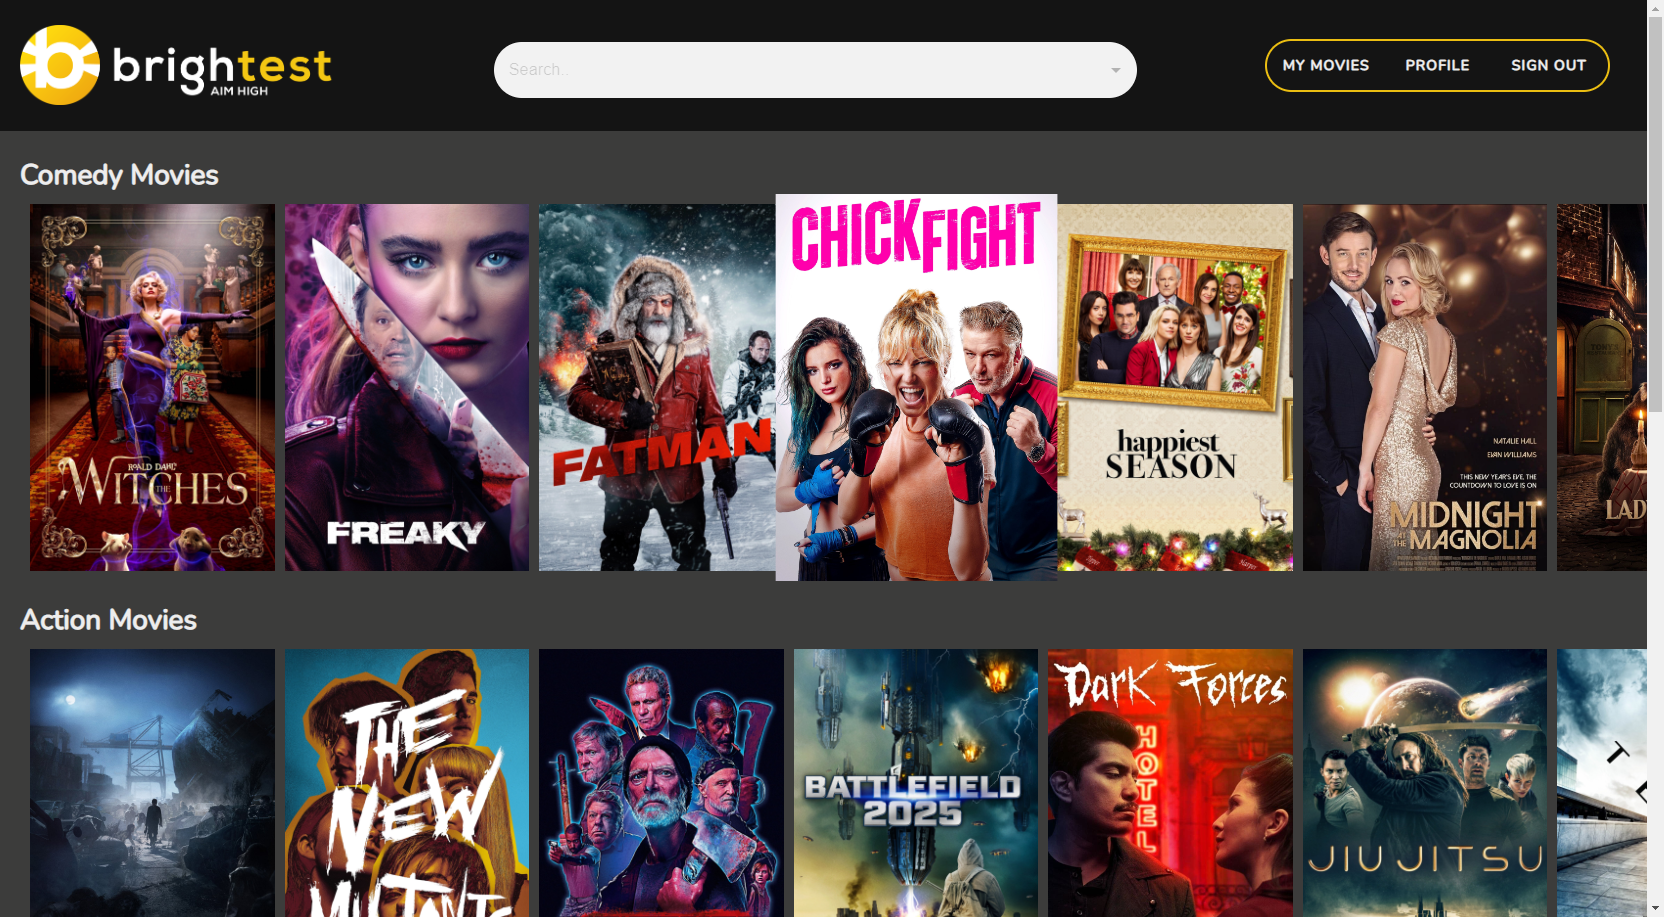 brightest
AIM HIGH
Search..
MY MOVIES
PROFILE
SIGN OUT
Comedy Movies
ROALD DAHL'S
THE WITCHES
FREAKY
FATMAN
CHICK FIGHT
happiest
SEASON
NATALIE HALL
EVAN WILLIAMS
THIS NEW YEAR'S EVE, THE
COUNTDOWN TO LOVE IS ON
MIDNIGHT
AT THE MAGNOLIA
LAD
Action Movies
THE
NEW
MUTANTS
BATTLEFIELD
2025
Dark Forces
HOTEL
JIU JITSU